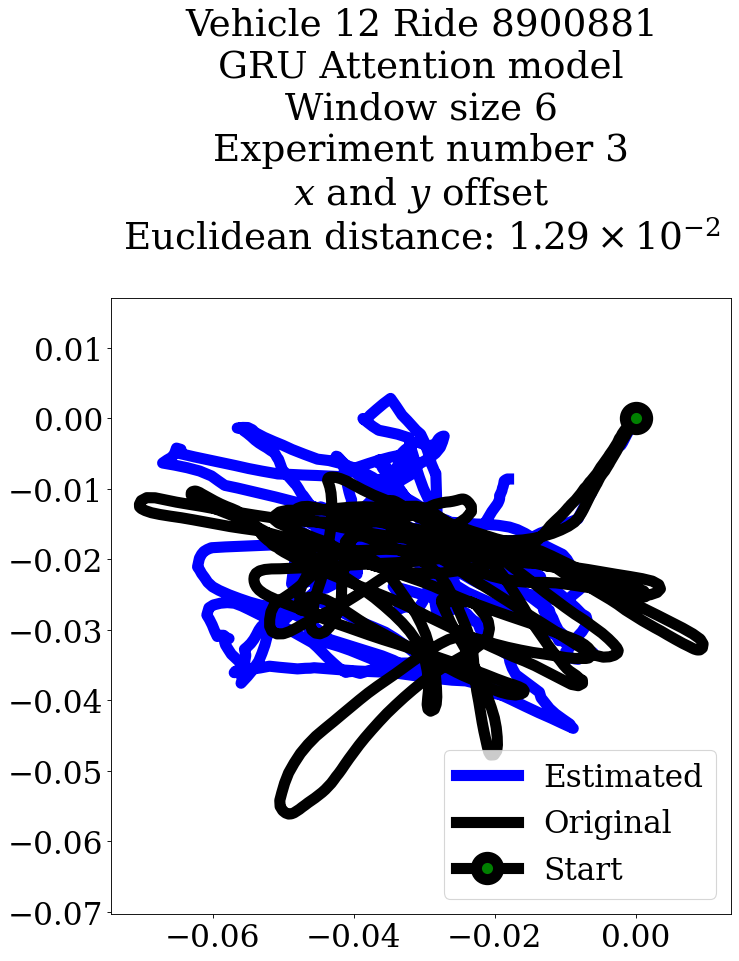 Vehicle 12 Ride 8900881
GRU Attention model
Window size 6
Experiment number 3
x and y offset
Euclidean distance: 1.29 × 10⁻²
0.01
0.00
−0.01
−0.02
−0.03
−0.04
−0.05
−0.06
−0.07
Estimated
Original
Start
−0.06 −0.04 −0.02 0.00